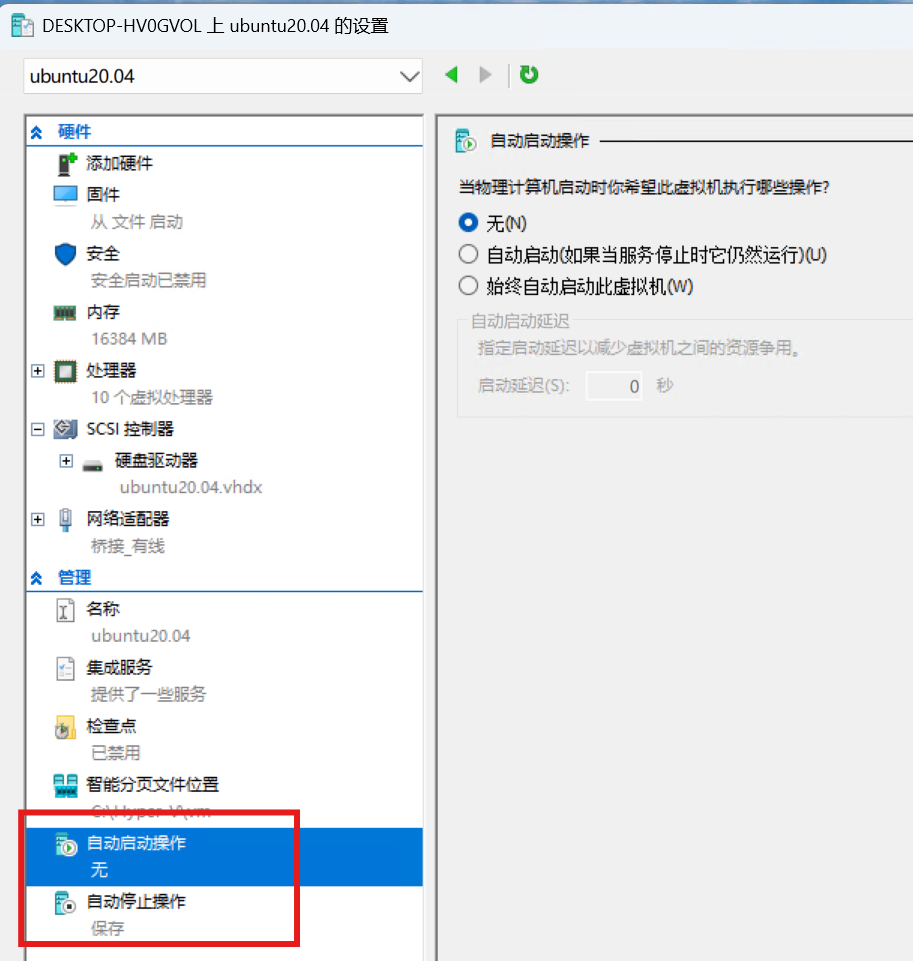 DESKTOP-HV0GVOL 上 ubuntu20.04 的设置
ubuntu20.04
硬件
添加硬件
固件
从 文件 启动
安全
安全启动已禁用
内存
16384 MB
处理器
10 个虚拟处理器
SCSI 控制器
硬盘驱动器
ubuntu20.04.vhdx
网络适配器
桥接_有线
管理
名称
ubuntu20.04
集成服务
提供了一些服务
检查点
已禁用
智能分页文件位置
C:\Hyper-V\vm
自动启动操作
无
自动停止操作
保存
自动启动操作
当物理计算机启动时你希望此虚拟机执行哪些操作?
无(N)
自动启动(如果当服务停止时它仍然运行)(U)
始终自动启动此虚拟机(W)
自动启动延迟
指定启动延迟以减少虚拟机之间的资源争用。
启动延迟(S): 0 秒